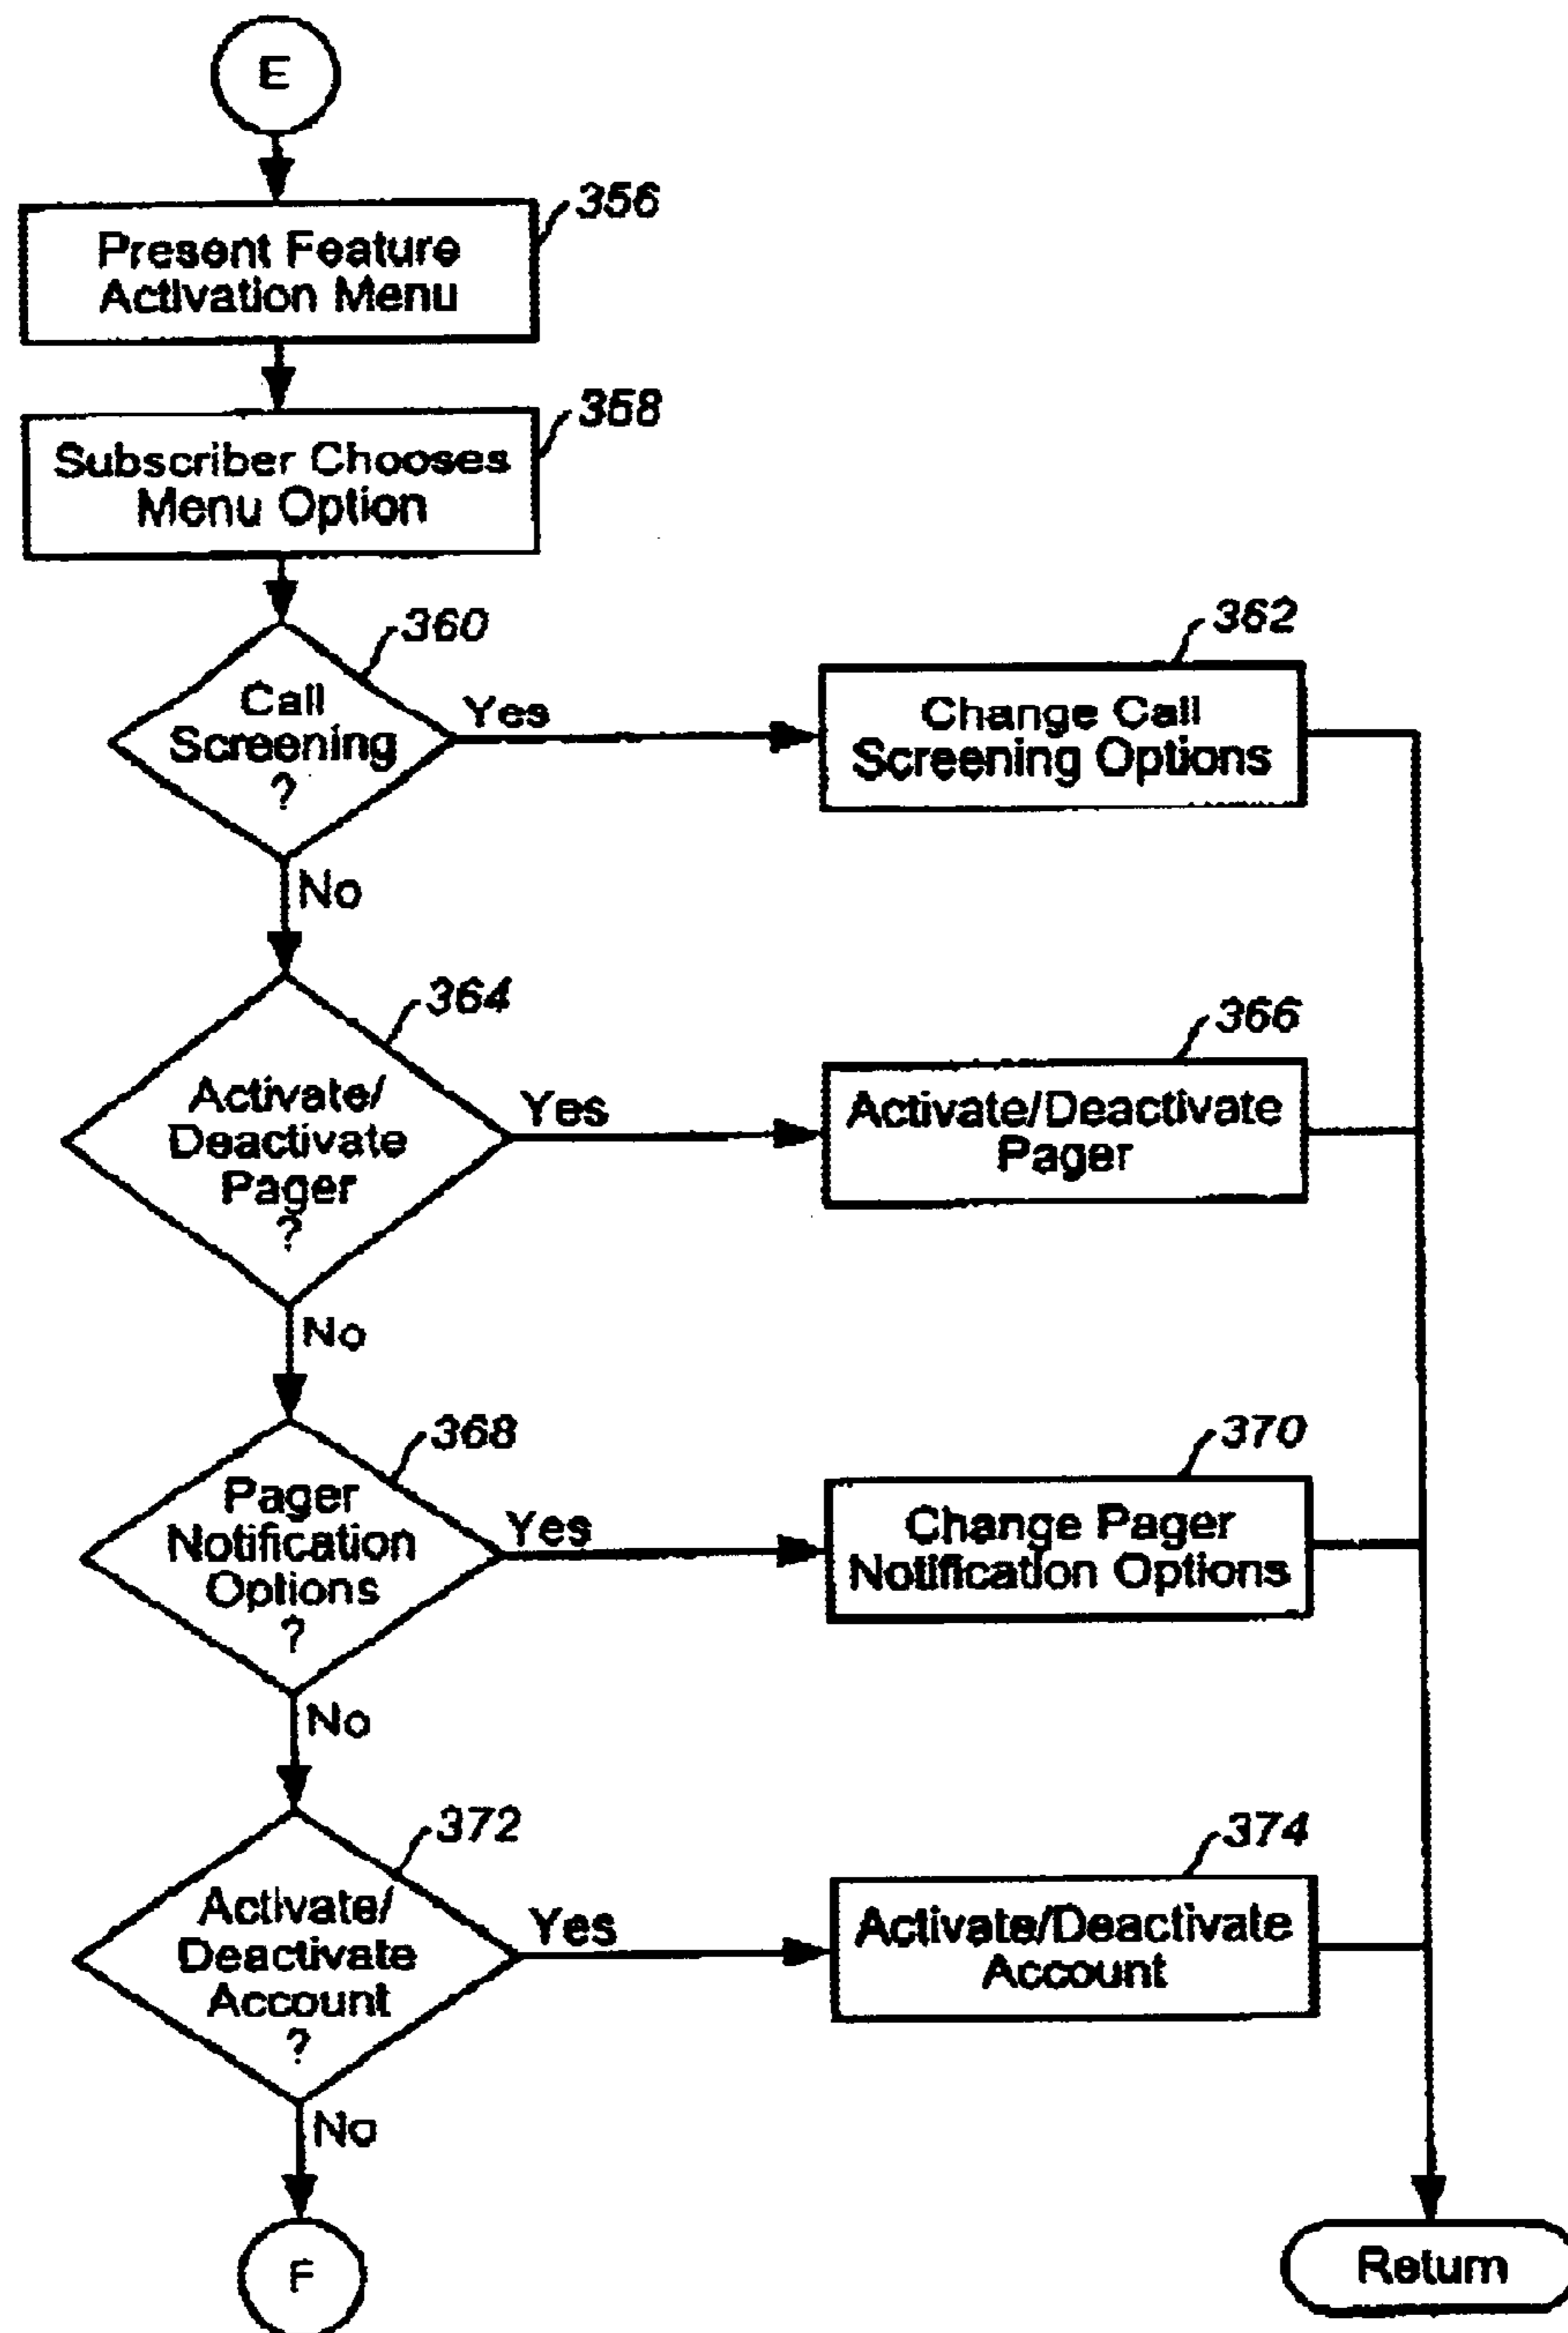 E
356
Present Feature
Activation Menu
358
Subscriber Chooses
Menu Option
360
Call
Screening
?
Yes
362
Change Call
Screening Options
No
364
Activate/
Deactivate
Pager
?
Yes
366
Activate/Deactivate
Pager
No
368
Pager
Notification
Options
?
Yes
370
Change Pager
Notification Options
No
372
Activate/
Deactivate
Account
?
Yes
374
Activate/Deactivate
Account
No
F
Return